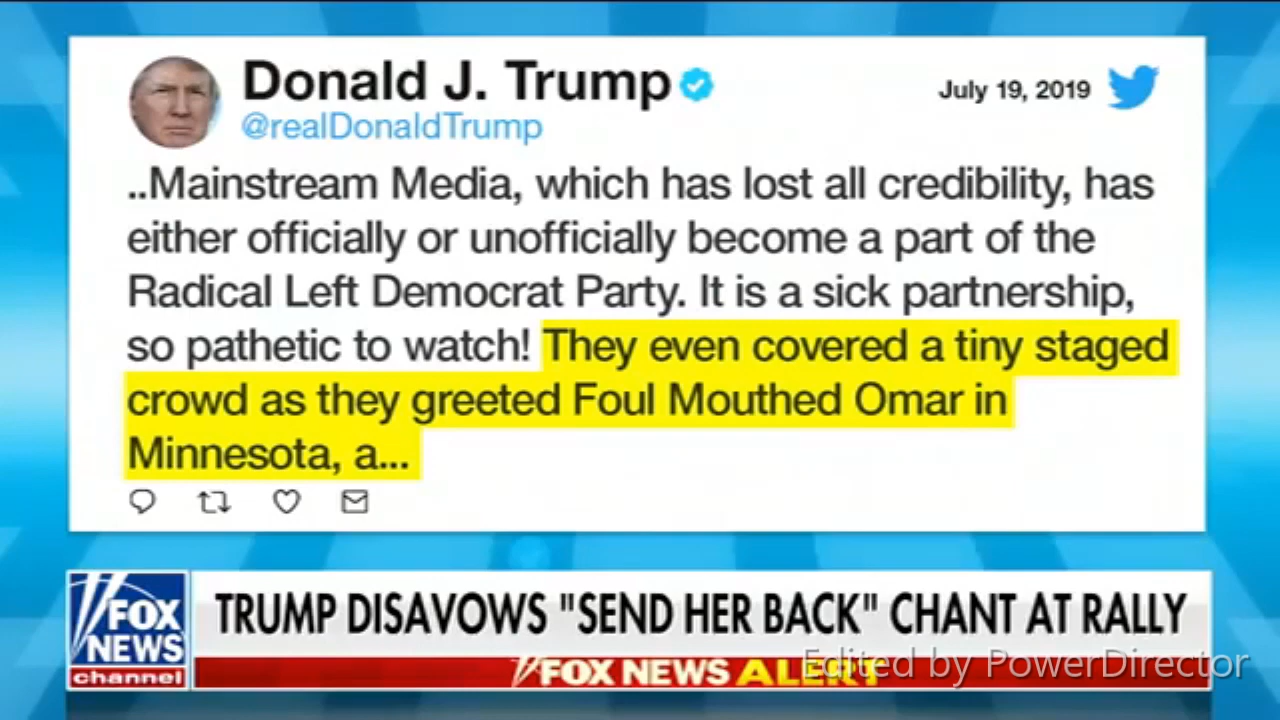 Donald J. Trump
July 19, 2019
@realDonaldTrump
..Mainstream Media, which has lost all credibility, has
either officially or unofficially become a part of the
Radical Left Democrat Party. It is a sick partnership,
so pathetic to watch! They even covered a tiny staged
crowd as they greeted Foul Mouthed Omar in
Minnesota, a...
FOX
NEWS
channel
TRUMP DISAVOWS "SEND HER BACK" CHANT AT RALLY
FOX NEWS ALERT
Edited by PowerDirector